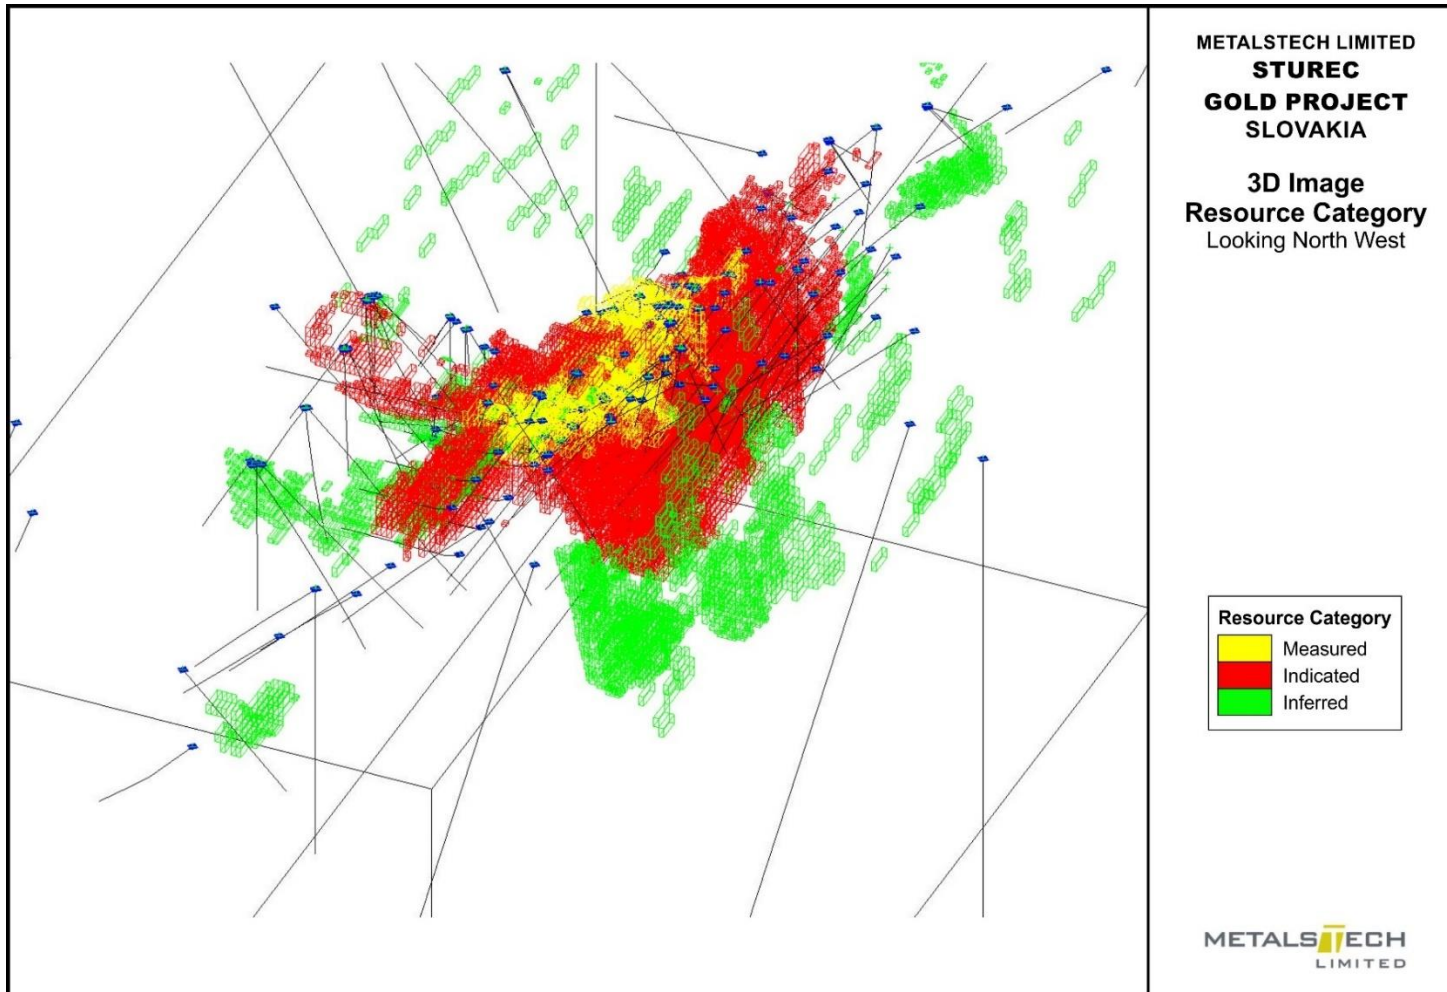 METALSTECH LIMITED
STUREC
GOLD PROJECT
SLOVAKIA
3D Image
Resource Category
Looking North West
Resource Category
Measured
Indicated
Inferred
METALSTECH
LIMITED